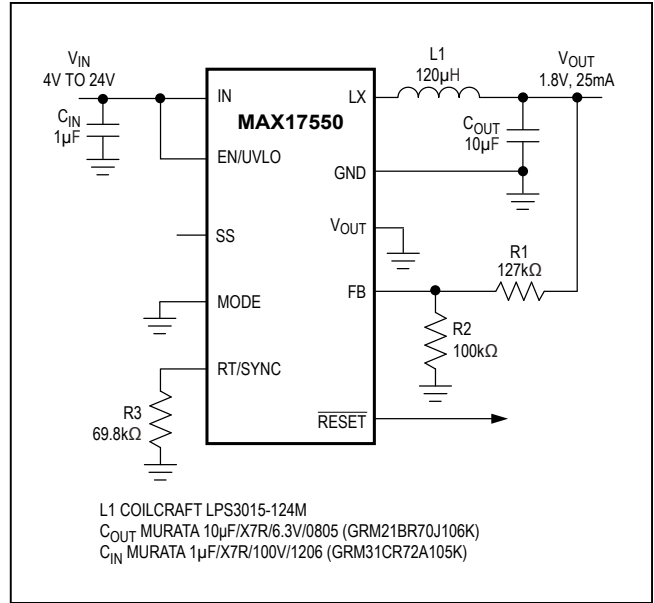 VIN
4V TO 24V
CIN
1µF
IN
EN/UVLO
SS
MODE
RT/SYNC
R3
69.8kΩ
MAX17550
LX
GND
VOUT
FB
RESET
L1
120µH
VOUT
1.8V, 25mA
COUT
10µF
R1
127kΩ
R2
100kΩ
L1 COILCRAFT LPS3015-124M
COUT MURATA 10µF/X7R/6.3V/0805 (GRM21BR70J106K)
CIN MURATA 1µF/X7R/100V/1206 (GRM31CR72A105K)